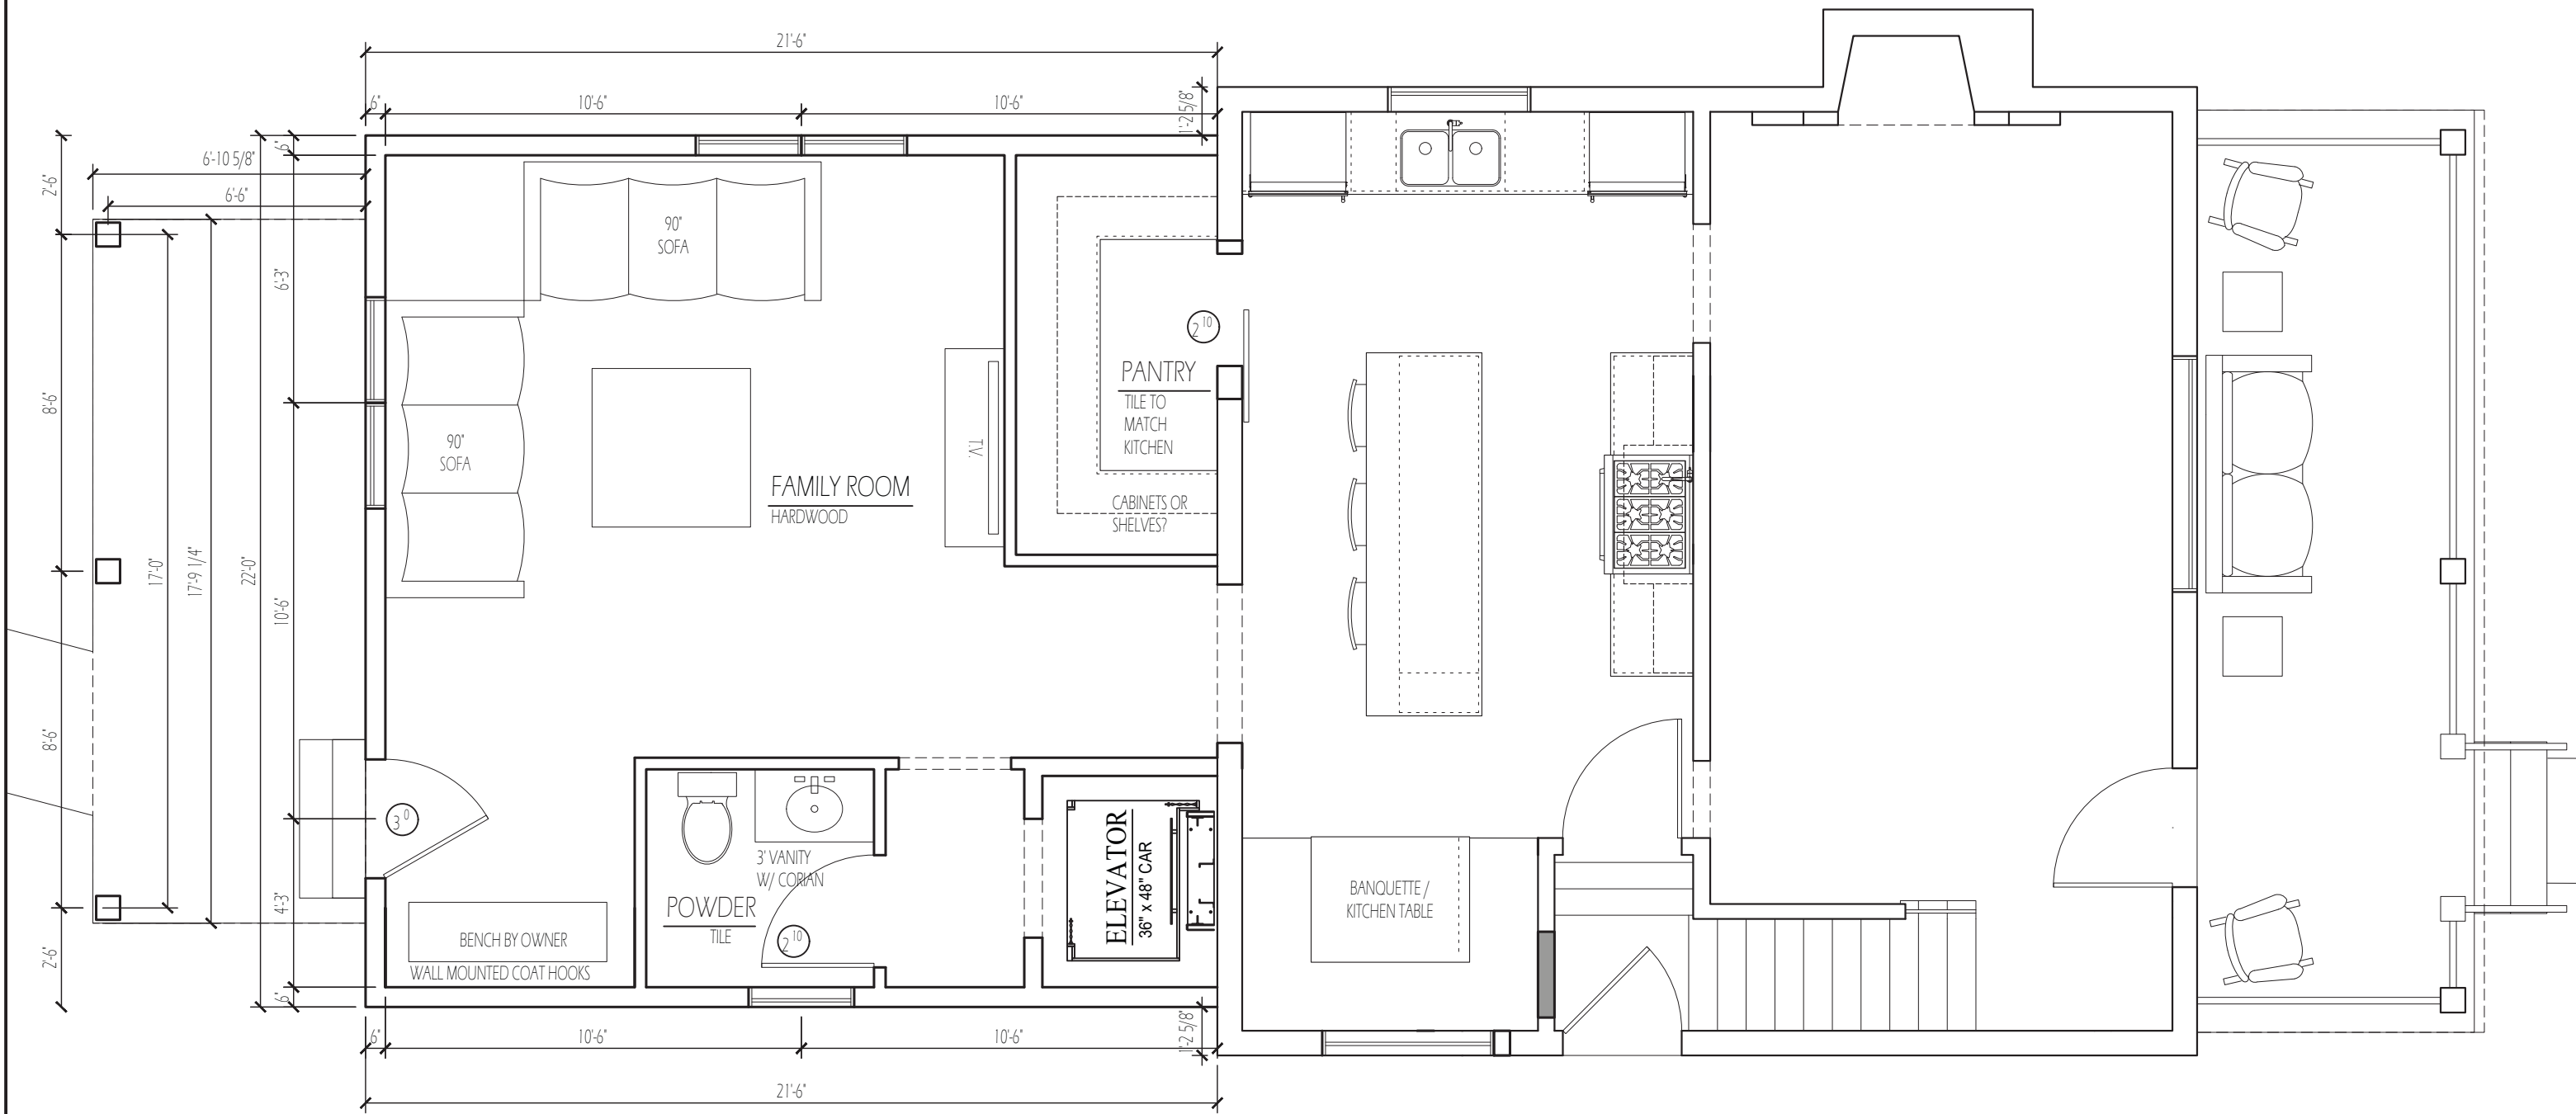 21'-6"
6"
10'-6"
10'-6"
1'-2 5/8"
6'-10 5/8"
6'-6"
2'-6"
8'-6"
8'-6"
2'-6"
17'-0"
17'-9 1/4"
22'-0"
6"
6'-3"
10'-6"
4'-3"
6"
90"
SOFA
90"
SOFA
FAMILY ROOM
HARDWOOD
T.V.
2 10
PANTRY
TILE TO
MATCH
KITCHEN
CABINETS OR
SHELVES?
3 0
BENCH BY OWNER
WALL MOUNTED COAT HOOKS
3' VANITY
W/ CORIAN
POWDER
TILE
2 10
ELEVATOR
36" x 48" CAR
BANQUETTE /
KITCHEN TABLE
6"
10'-6"
10'-6"
1'-2 5/8"
21'-6"